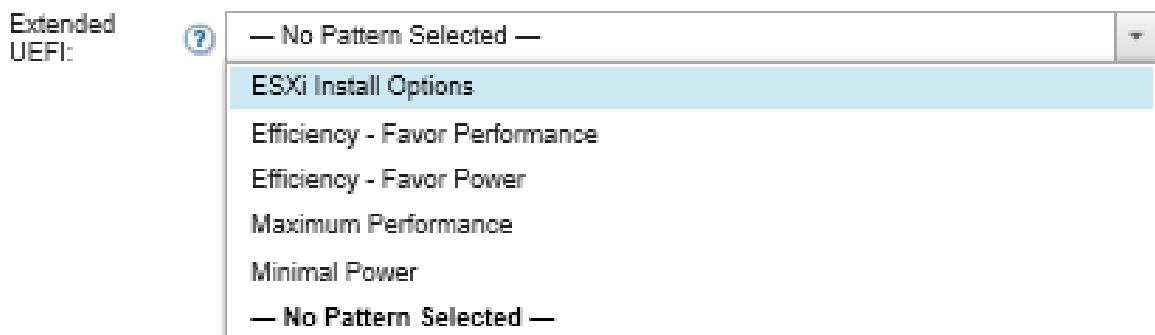 Extended
UEFI:
?
— No Pattern Selected —
ESXi Install Options
Efficiency - Favor Performance
Efficiency - Favor Power
Maximum Performance
Minimal Power
— No Pattern Selected —